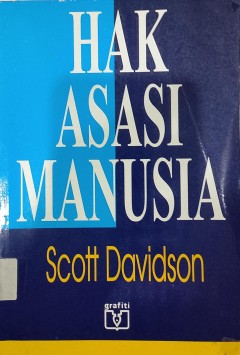 HAK
ASASI
MANUSIA
Scott Davidson
grafiti